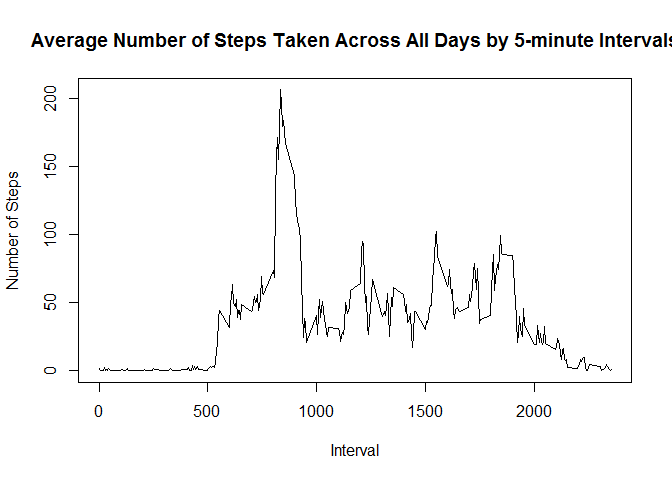 Average Number of Steps Taken Across All Days by 5-minute Intervals
Number of Steps
200
150
100
50
0
0 500 1000 1500 2000
Interval